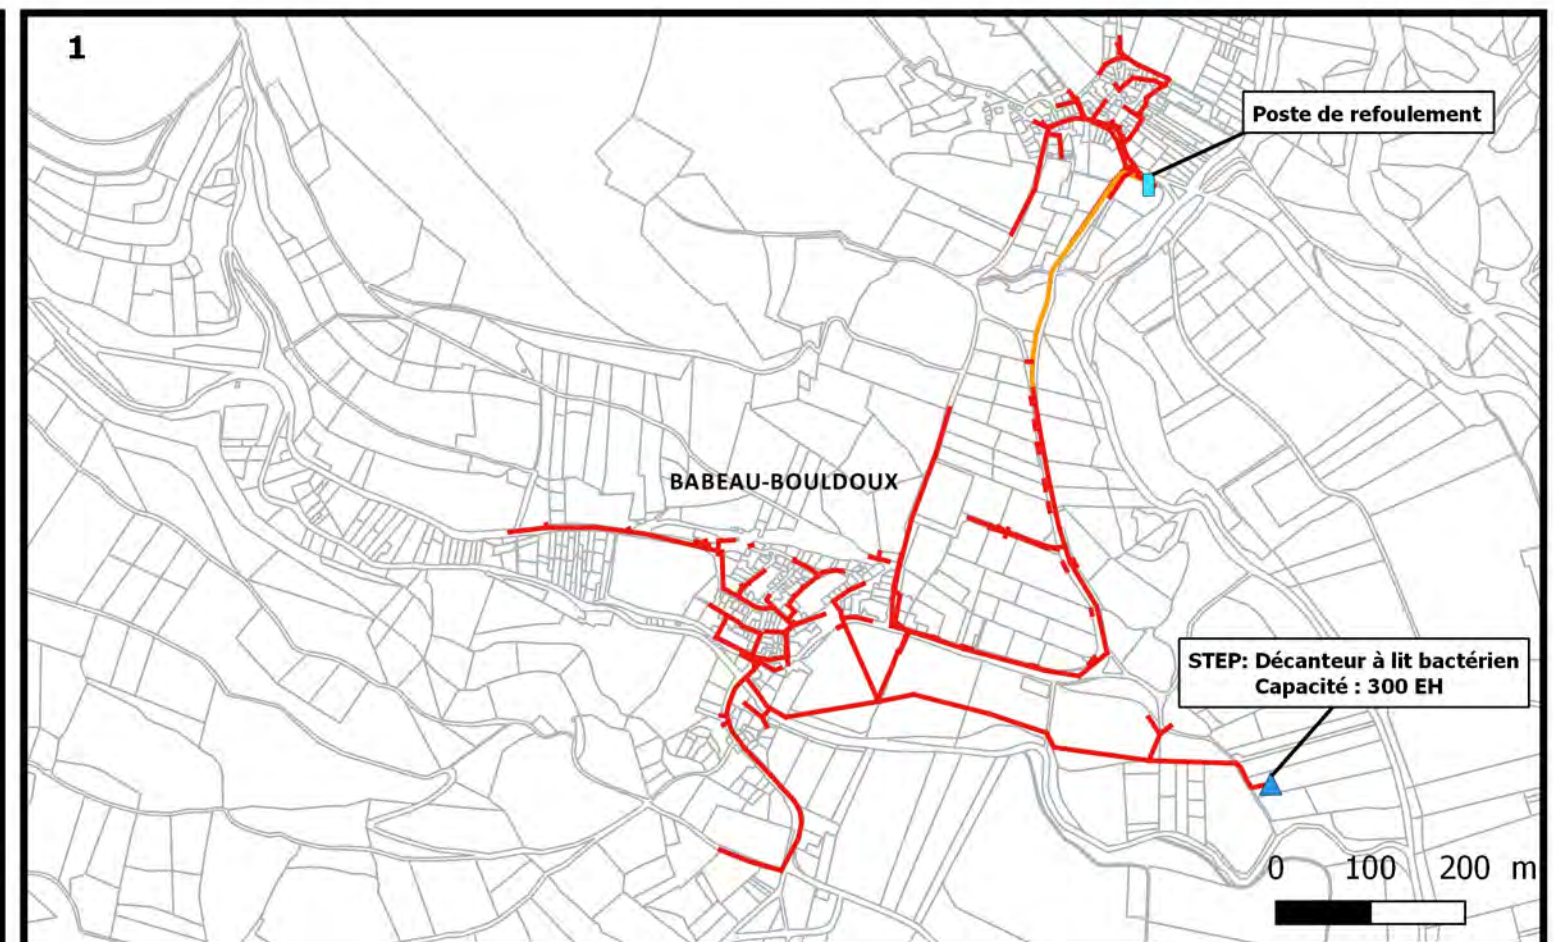 1
Poste de refoulement
BABEAU-BOULDOUX
STEP: Décanteur à lit bactérien
Capacité : 300 EH
0 100 200 m